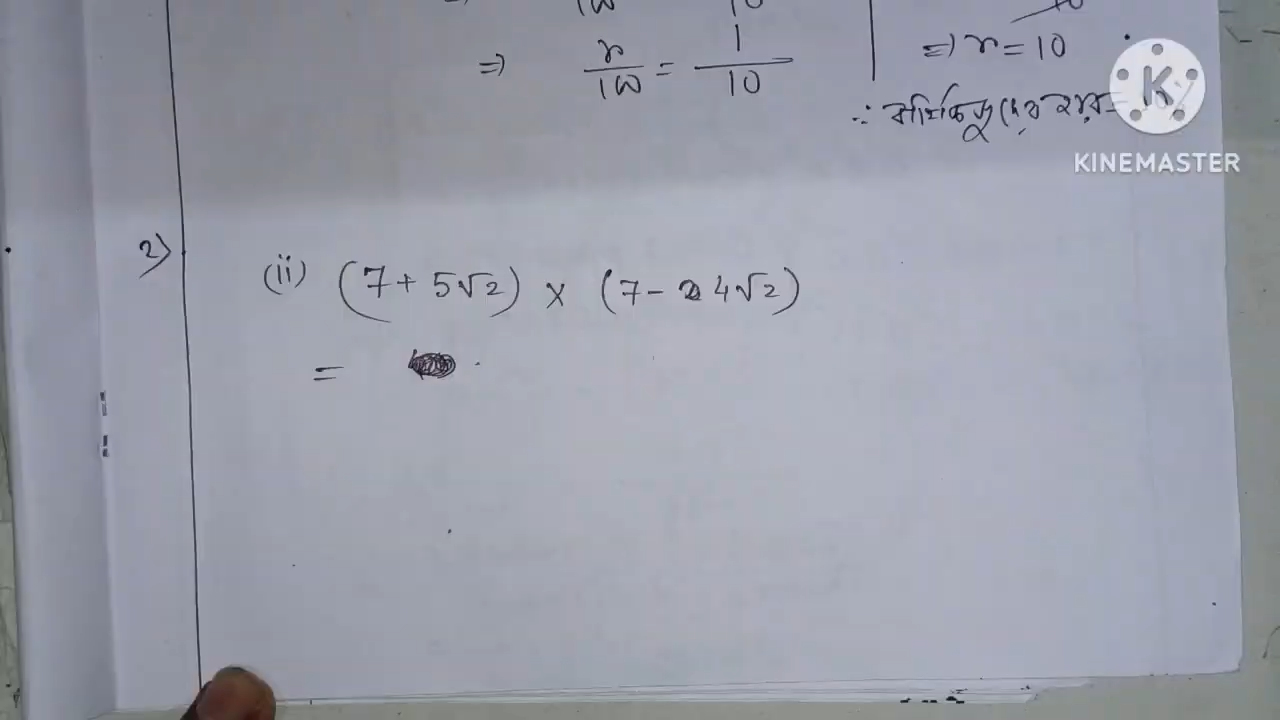 ⇒ r/100 = 1/10
⇒ r = 10
KINEMASTER
2)
(ii) (7 + 5√2) × (7 - 4√2)
=